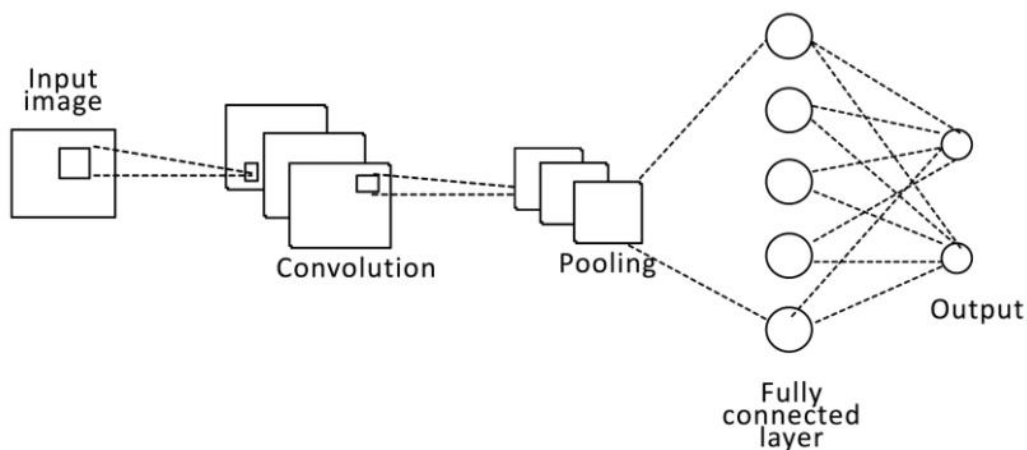 Input
image
Convolution
Pooling
Output
Fully
connected
layer